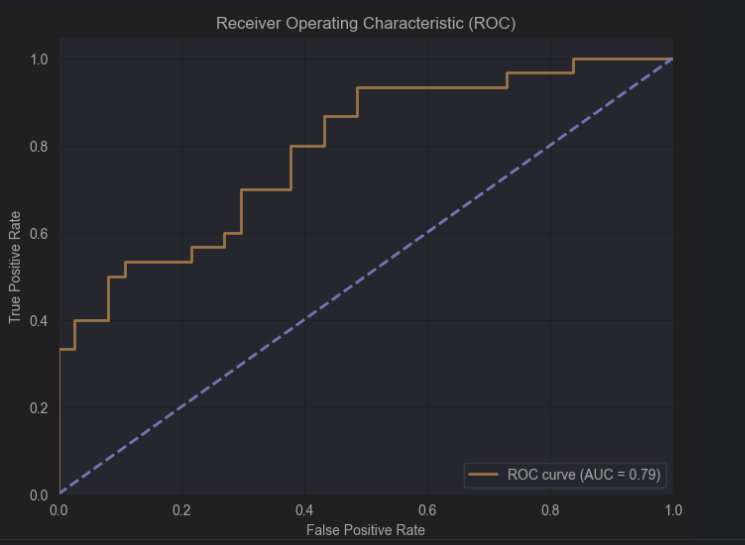 Receiver Operating Characteristic (ROC)
True Positive Rate
1.0
0.8
0.6
0.4
0.2
0.0
ROC curve (AUC = 0.79)
0.0 0.2 0.4 0.6 0.8 1.0
False Positive Rate